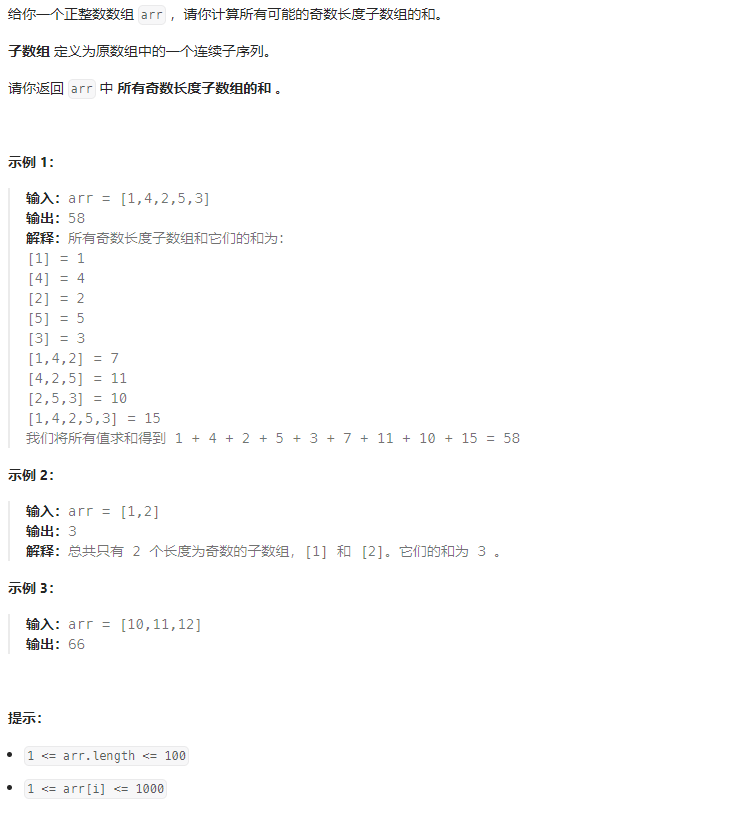 给你一个正整数数组 arr ，请你计算所有可能的奇数长度子数组的和。
子数组 定义为原数组中的一个连续子序列。
请你返回 arr 中 所有奇数长度子数组的和 。
示例 1：
输入：arr = [1,4,2,5,3]
输出：58
解释：所有奇数长度子数组和它们的和为：
[1] = 1
[4] = 4
[2] = 2
[5] = 5
[3] = 3
[1,4,2] = 7
[4,2,5] = 11
[2,5,3] = 10
[1,4,2,5,3] = 15
我们将所有值求和得到 1 + 4 + 2 + 5 + 3 + 7 + 11 + 10 + 15 = 58
示例 2：
输入：arr = [1,2]
输出：3
解释：总共只有 2 个长度为奇数的子数组，[1] 和 [2]。它们的和为 3 。
示例 3：
输入：arr = [10,11,12]
输出：66
提示：
• 1 <= arr.length <= 100
• 1 <= arr[i] <= 1000